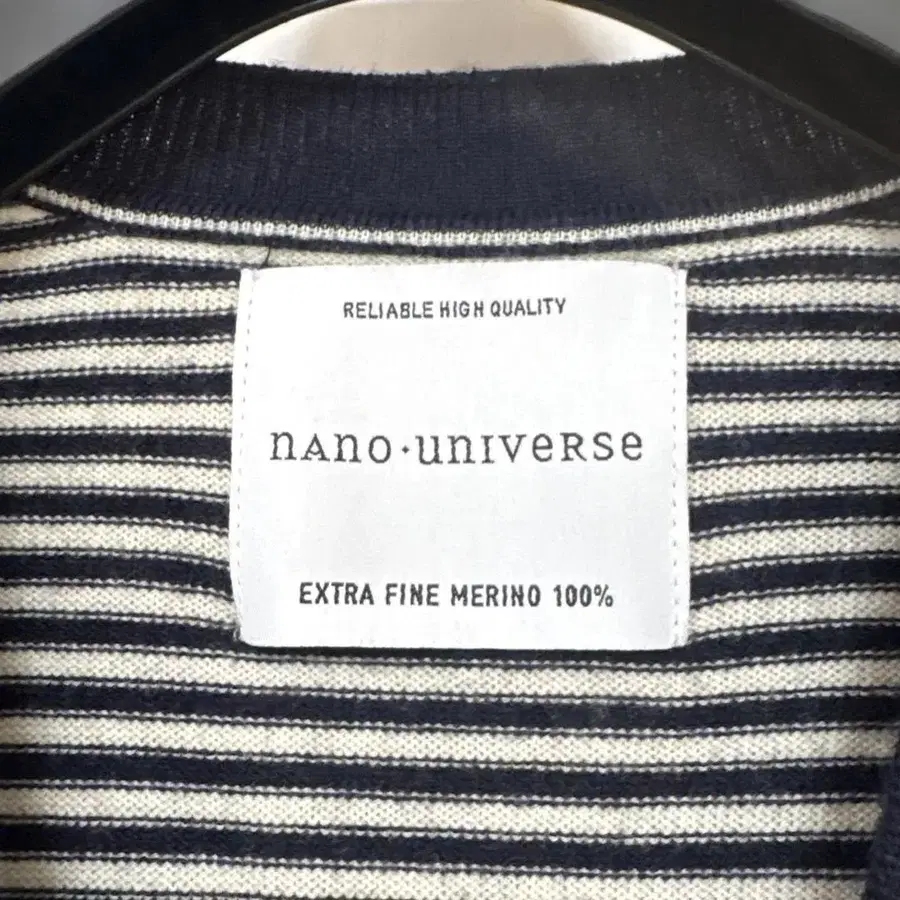 RELIABLE HIGH QUALITY
nAno·unIveRSe
EXTRA FINE MERINO 100%